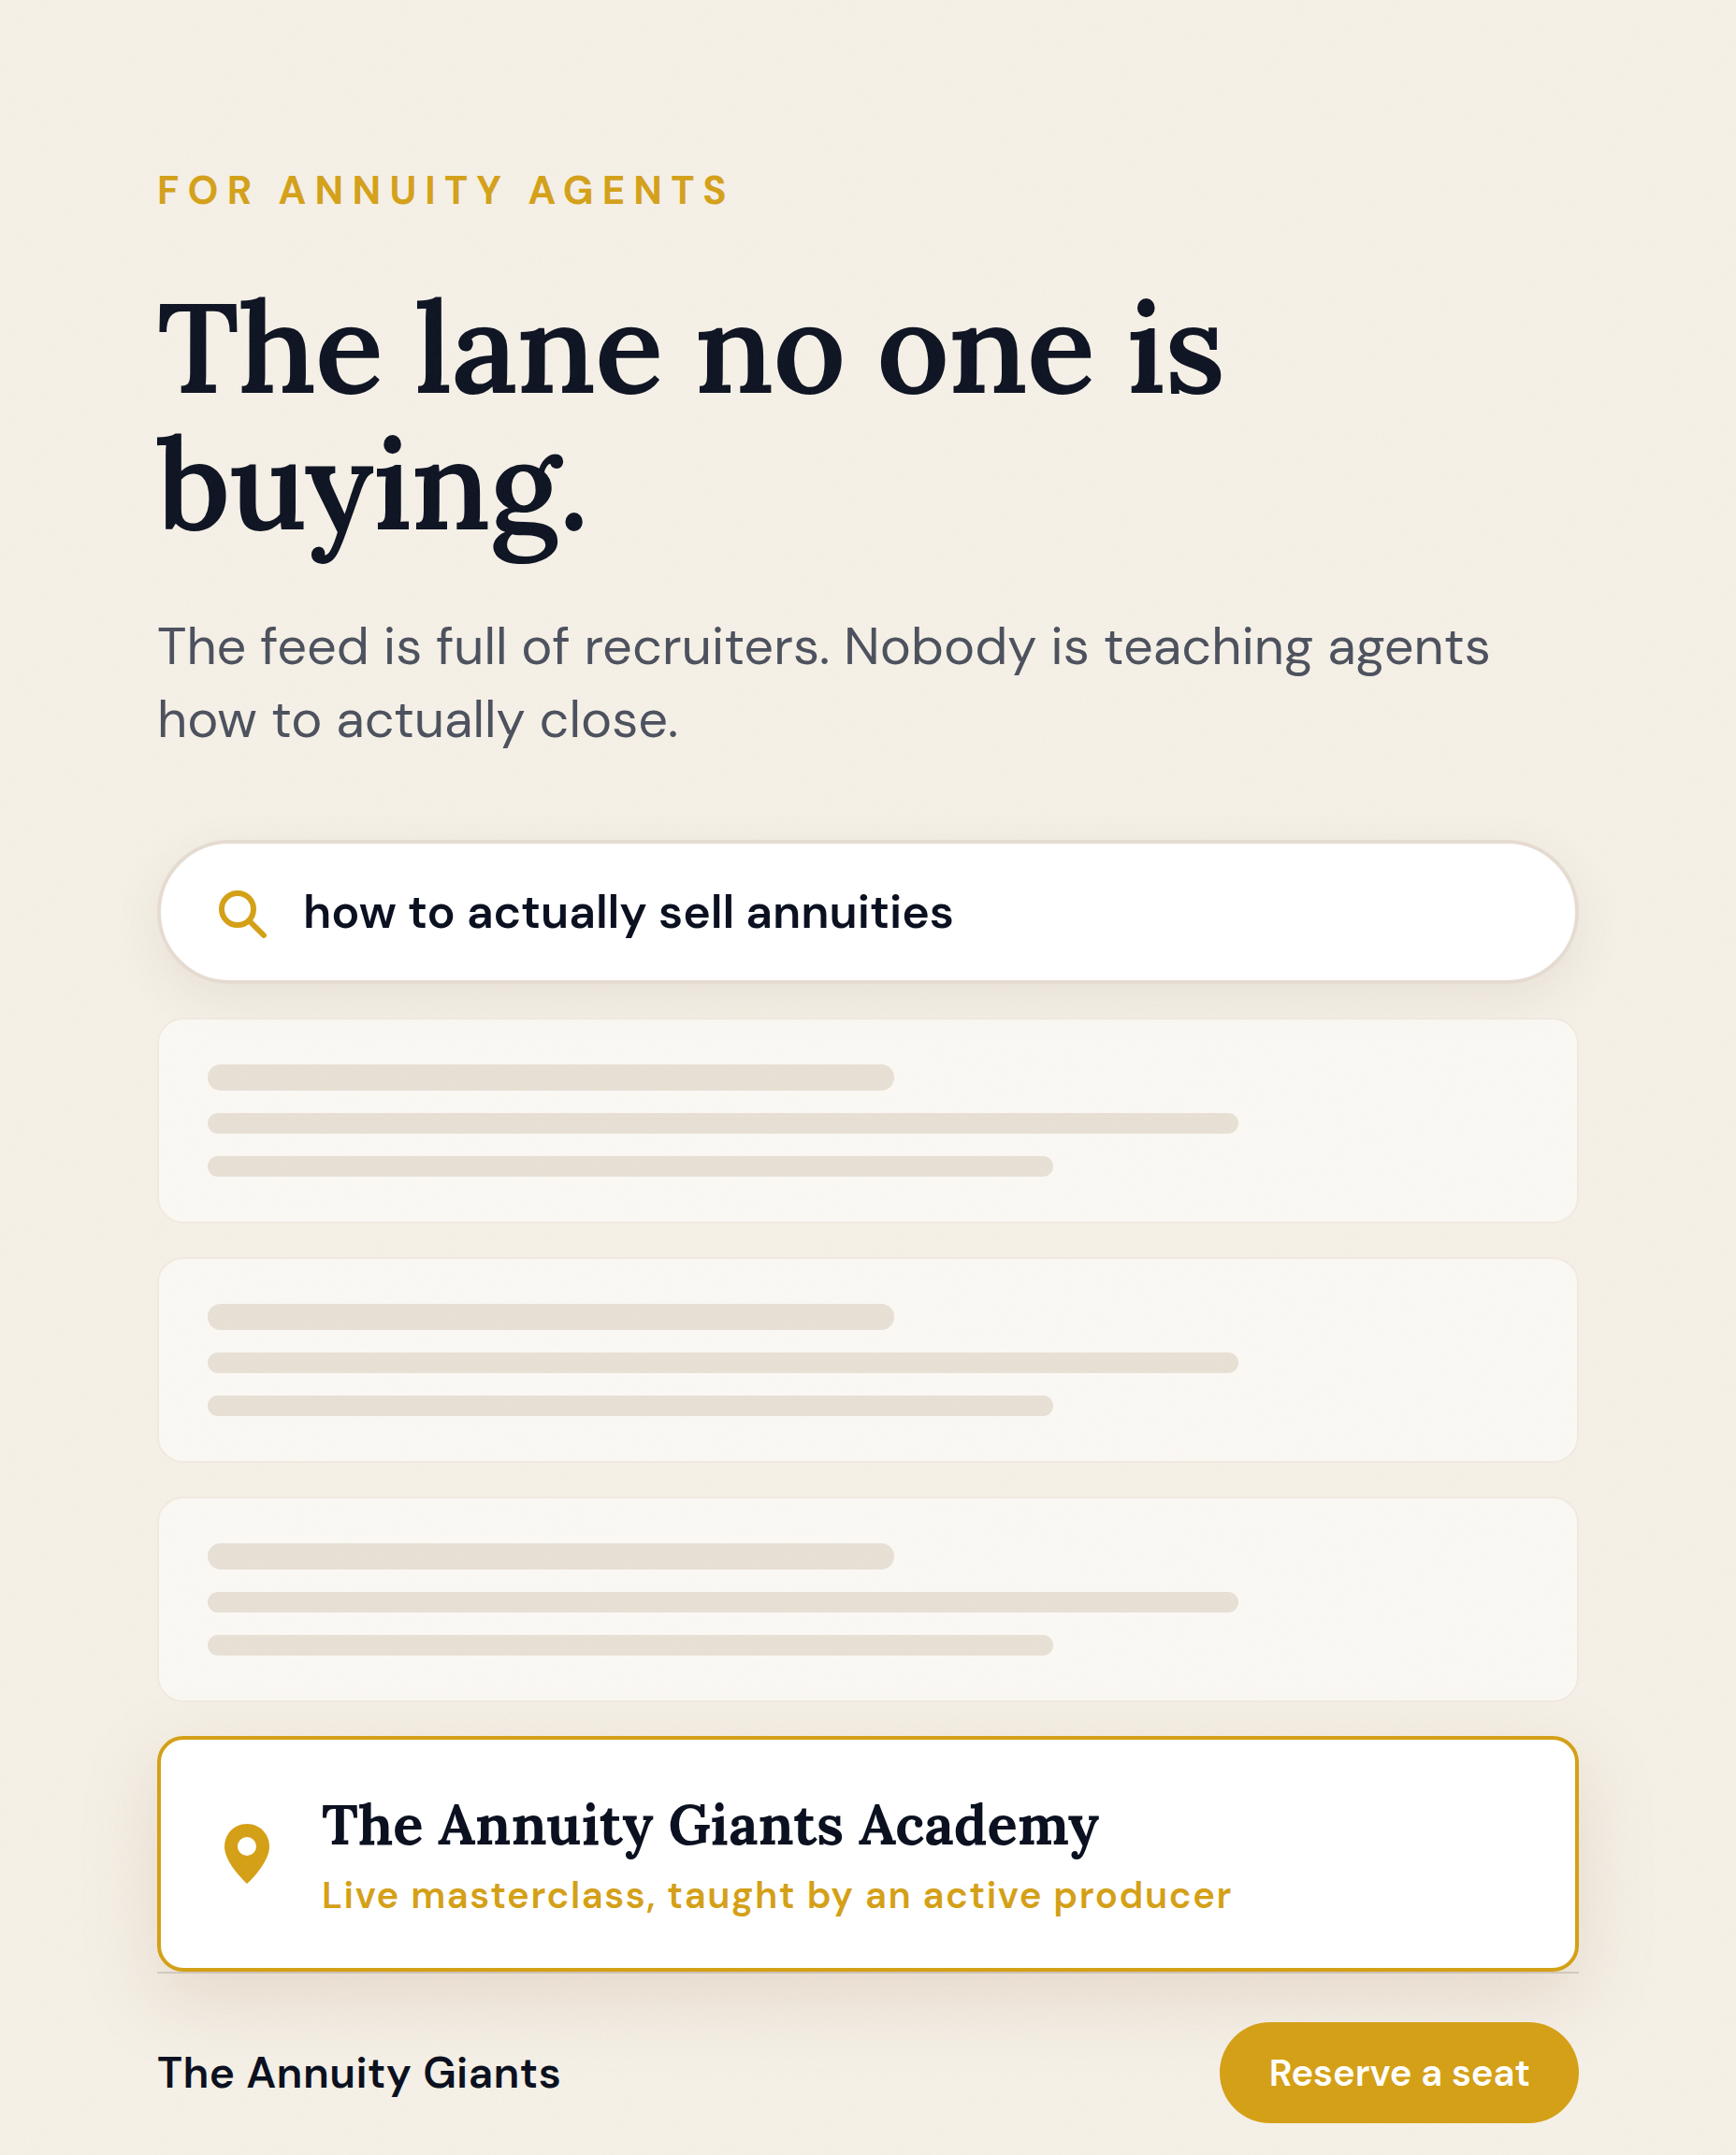 FOR ANNUITY AGENTS
The lane no one is
buying.
The feed is full of recruiters. Nobody is teaching agents
how to actually close.
how to actually sell annuities
The Annuity Giants Academy
Live masterclass, taught by an active producer
The Annuity Giants
Reserve a seat